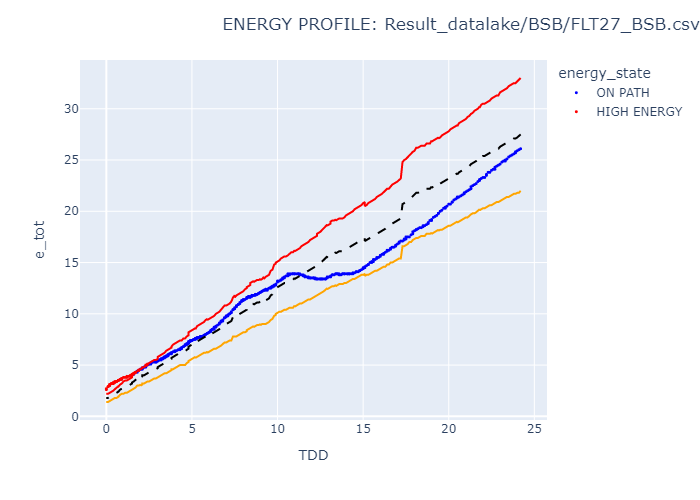 ENERGY PROFILE: Result_datalake/BSB/FLT27_BSB.csv
energy_state
ON PATH
HIGH ENERGY
e_tot
30
25
20
15
10
5
0
0 5 10 15 20 25
TDD